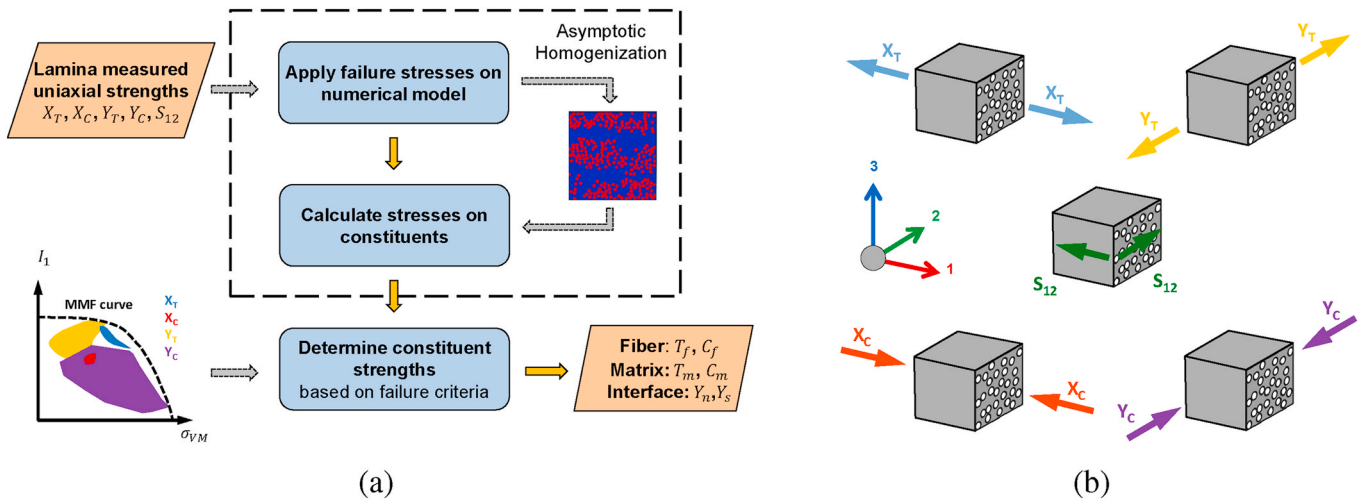 Asymptotic
Homogenization
Lamina measured
uniaxial strengths
X_T, X_C, Y_T, Y_C, S_12
Apply failure stresses on
numerical model
Calculate stresses on
constituents
I_1
MMF curve
X_T
X_C
Y_T
Y_C
σ_VM
Determine constituent
strengths
based on failure criteria
Fiber: T_f, C_f
Matrix: T_m, C_m
Interface: Y_n,Y_s
(a)
X_T
X_T
Y_T
Y_T
3
2
1
S_12
S_12
X_C
X_C
Y_C
Y_C
(b)